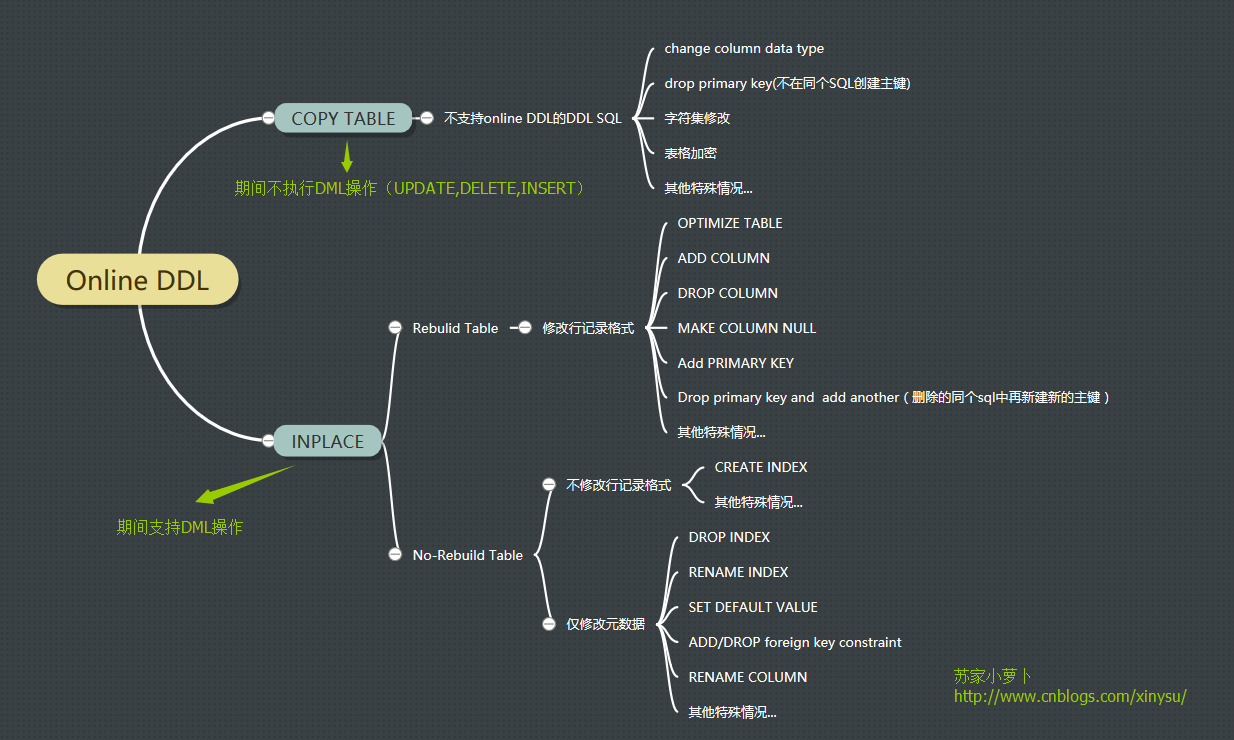 change column data type
drop primary key(不在同个SQL创建主键)
COPY TABLE
不支持online DDL的DDL SQL
字符集修改
表格加密
期间不执行DML操作（UPDATE,DELETE,INSERT）
其他特殊情况...
Online DDL
OPTIMIZE TABLE
ADD COLUMN
DROP COLUMN
Rebulid Table
修改行记录格式
MAKE COLUMN NULL
Add PRIMARY KEY
Drop primary key and  add another（删除的同个sql中再新建新的主键）
其他特殊情况...
INPLACE
期间支持DML操作
No-Rebuild Table
不修改行记录格式
CREATE INDEX
其他特殊情况...
仅修改元数据
DROP INDEX
RENAME INDEX
SET DEFAULT VALUE
ADD/DROP foreign key constraint
RENAME COLUMN
其他特殊情况...
苏家小萝卜
http://www.cnblogs.com/xinysu/